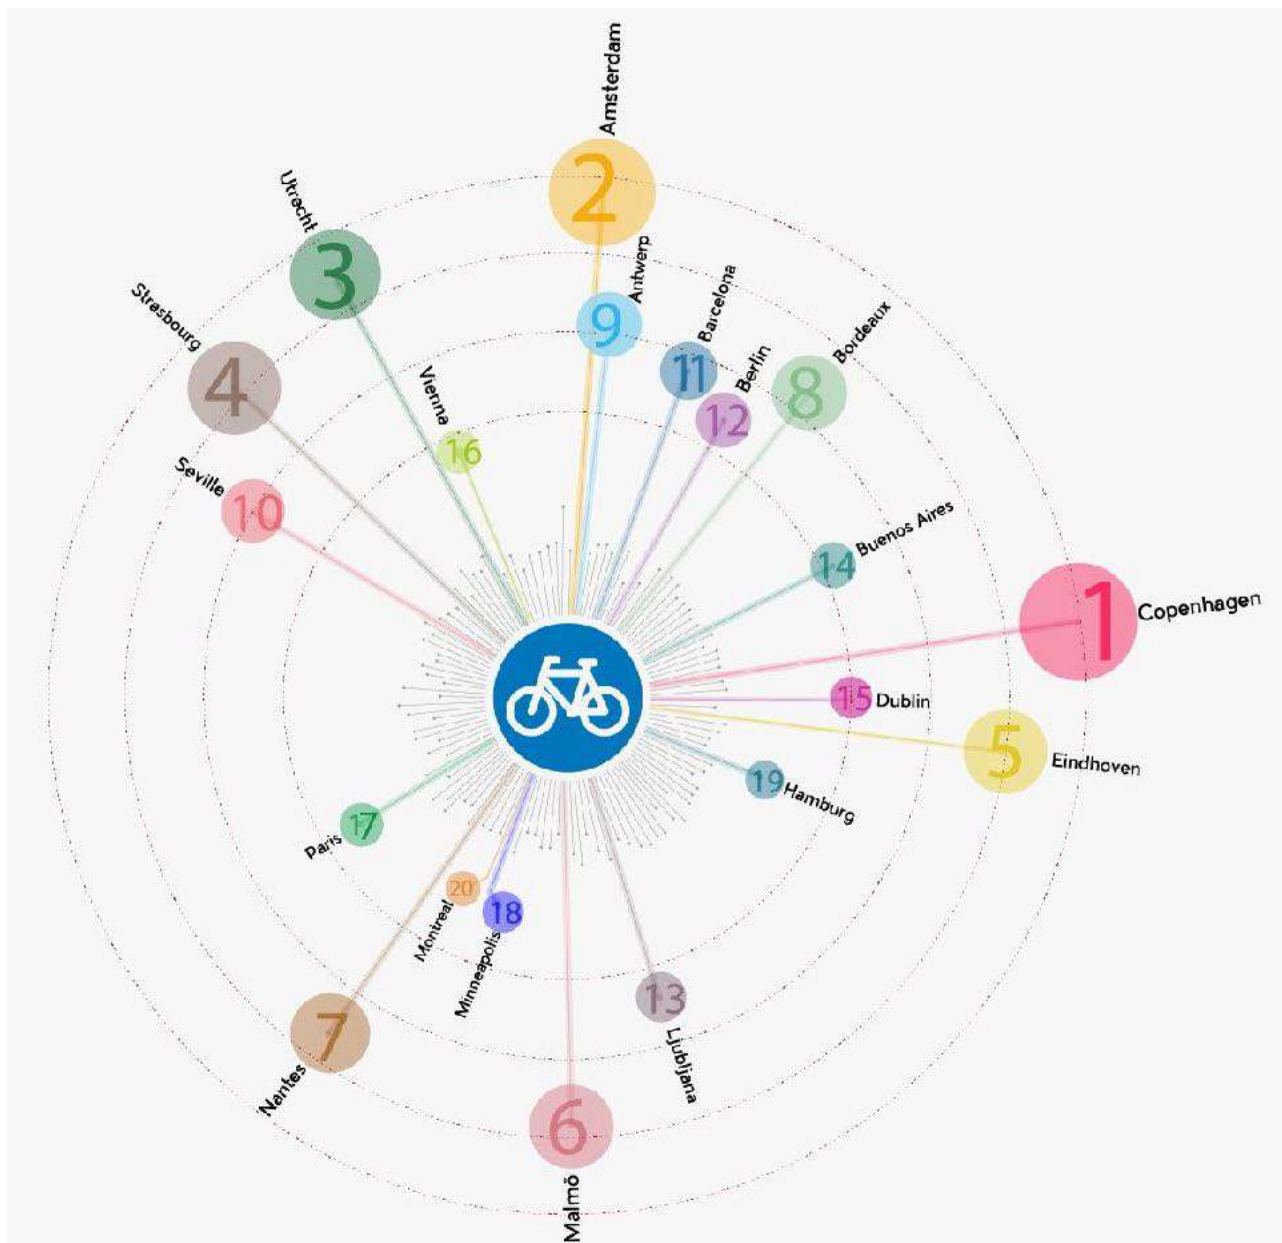 Amsterdam
2
Utracht
3
Antwerp
9
Strasbourg
4
Barcelona
11
Berlin
12
Bordeaux
8
Vienna
16
Seville
10
Buenos Aires
14
1
Copenhagen
15
Dublin
5
Eindhoven
19
Hamburg
17
Paris
20
Montreal
18
Minneapolis
13
Ljubljana
7
Nantes
6
Malmö